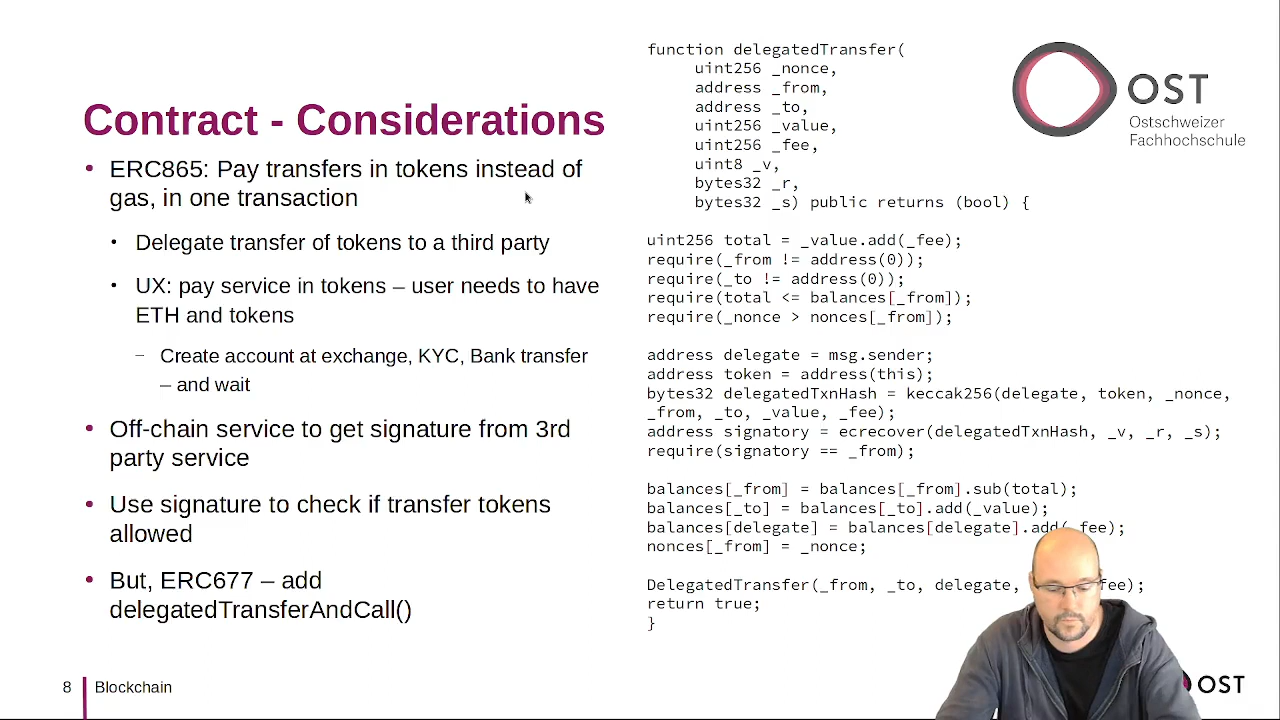 Contract - Considerations
• ERC865: Pay transfers in tokens instead of
gas, in one transaction
• Delegate transfer of tokens to a third party
• UX: pay service in tokens – user needs to have
ETH and tokens
– Create account at exchange, KYC, Bank transfer
– and wait
• Off-chain service to get signature from 3rd
party service
• Use signature to check if transfer tokens
allowed
• But, ERC677 – add
delegatedTransferAndCall()
function delegatedTransfer(
uint256 _nonce,
address _from,
address _to,
uint256 _value,
uint256 _fee,
uint8 _v,
bytes32 _r,
bytes32 _s) public returns (bool) {
uint256 total = _value.add(_fee);
require(_from != address(0));
require(_to != address(0));
require(total <= balances[_from]);
require(_nonce > nonces[_from]);
address delegate = msg.sender;
address token = address(this);
bytes32 delegatedTxnHash = keccak256(delegate, token, _nonce,
_from, _to, _value, _fee);
address signatory = ecrecover(delegatedTxnHash, _v, _r, _s);
require(signatory == _from);
balances[_from] = balances[_from].sub(total);
balances[_to] = balances[_to].add(_value);
balances[delegate] = balances[delegate].add(_fee);
nonces[_from] = _nonce;
DelegatedTransfer(_from, _to, delegate, fee);
return true;
}
OST
Ostschweizer
Fachhochschule
8 Blockchain
OST